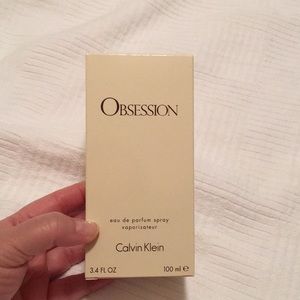 OBSESSION
eau de parfum spray
vaporisateur
Calvin Klein
3.4 FL OZ 100 ml e